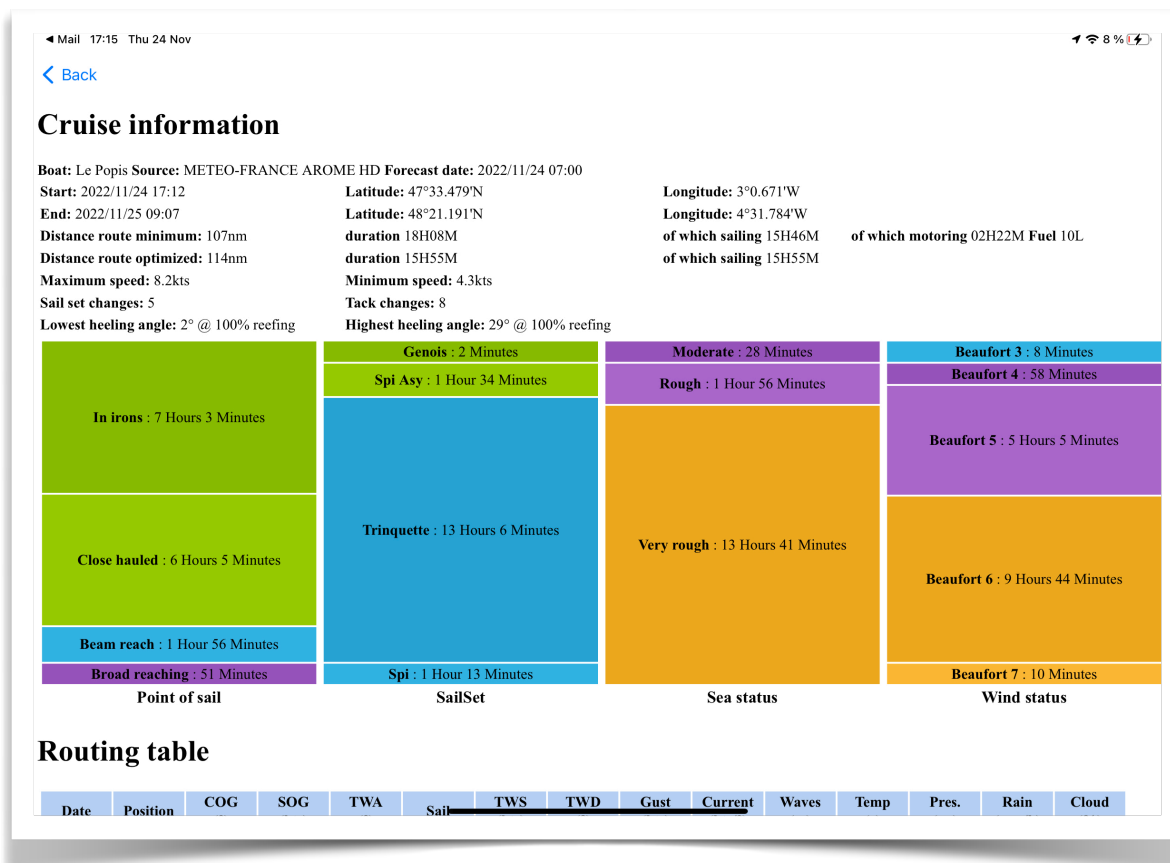 Mail 17:15 Thu 24 Nov 8 %
Back
Cruise information
Boat: Le Popis Source: METEO-FRANCE AROME HD Forecast date: 2022/11/24 07:00
Start: 2022/11/24 17:12 Latitude: 47°33.479'N Longitude: 3°0.671'W
End: 2022/11/25 09:07 Latitude: 48°21.191'N Longitude: 4°31.784'W
Distance route minimum: 107nm duration 18H08M of which sailing 15H46M of which motoring 02H22M Fuel 10L
Distance route optimized: 114nm duration 15H55M of which sailing 15H55M
Maximum speed: 8.2kts Minimum speed: 4.3kts
Sail set changes: 5 Tack changes: 8
Lowest heeling angle: 2° @ 100% reefing Highest heeling angle: 29° @ 100% reefing
In irons : 7 Hours 3 Minutes
Close hauled : 6 Hours 5 Minutes
Beam reach : 1 Hour 56 Minutes
Broad reaching : 51 Minutes
Point of sail
Genois : 2 Minutes
Spi Asy : 1 Hour 34 Minutes
Trinquette : 13 Hours 6 Minutes
Spi : 1 Hour 13 Minutes
SailSet
Moderate : 28 Minutes
Rough : 1 Hour 56 Minutes
Very rough : 13 Hours 41 Minutes
Sea status
Beaufort 3 : 8 Minutes
Beaufort 4 : 58 Minutes
Beaufort 5 : 5 Hours 5 Minutes
Beaufort 6 : 9 Hours 44 Minutes
Beaufort 7 : 10 Minutes
Wind status
Routing table
Date Position COG SOG TWA Sail TWS TWD Gust Current Waves Temp Pres. Rain Cloud